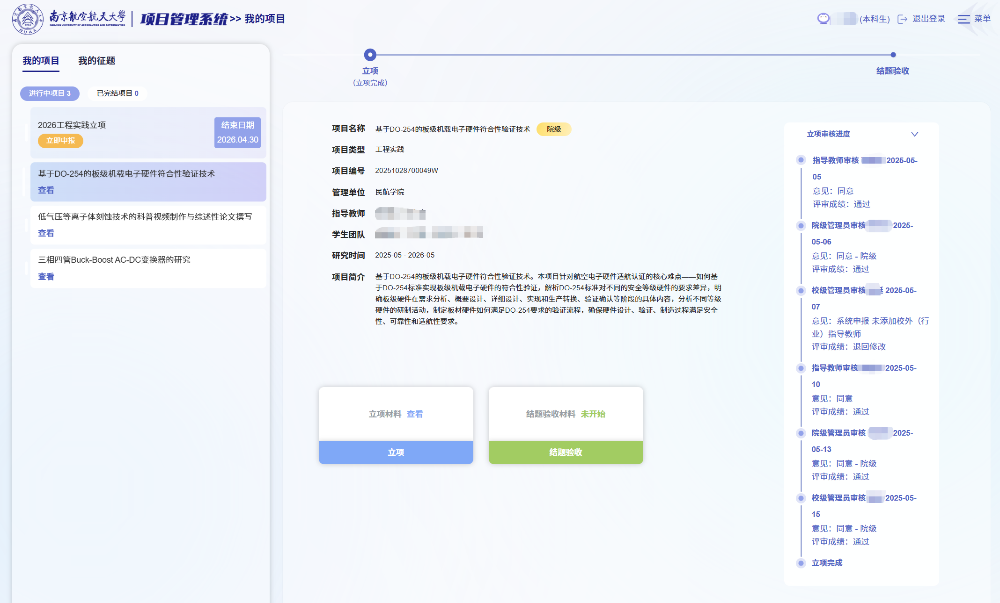 南京航空航天大學
NANJING UNIVERSITY OF AERONAUTICS AND ASTRONAUTICS
1952
NUAA
项目管理系统>> 我的项目
(本科生) 退出登录 菜单
我的项目 我的征题
进行中项目 3 已完结项目 0
2026工程实践立项
立即申报
结束日期
2026.04.30
基于DO-254的板级机载电子硬件符合性验证技术
查看
低气压等离子体刻蚀技术的科普视频制作与综述性论文撰写
查看
三相四管Buck-Boost AC-DC变换器的研究
查看
立项
（立项完成）
结题验收
项目名称 基于DO-254的板级机载电子硬件符合性验证技术 院级
项目类型 工程实践
项目编号 20251028700049W
管理单位 民航学院
指导教师
学生团队
研究时间 2025-05 - 2026-05
项目简介 基于DO-254的板级机载电子硬件符合性验证技术。本项目针对航空电子硬件适航认证的核心难点——如何基
于DO-254标准实现板级机载电子硬件的符合性验证，解析DO-254标准对不同的安全等级硬件的要求差异，明
确板级硬件在需求分析、概要设计、详细设计、实现和生产转换、验证确认等阶段的具体内容，分析不同等级
硬件的研制活动，制定板材硬件如何满足DO-254要求的验证流程，确保硬件设计、验证、制造过程满足安全
性、可靠性和适航性要求。
立项材料 查看
立项
结题验收材料 未开始
结题验收
立项审核进度
指导教师审核 2025-05-
05
意见：同意
评审成绩：通过
院级管理员审核 2025-
05-06
意见：同意 - 院级
评审成绩：通过
校级管理员审核 2025-05-
07
意见：系统申报 未添加校外（行
业）指导教师
评审成绩：退回修改
指导教师审核 2025-05-
10
意见：同意
评审成绩：通过
院级管理员审核 2025-
05-13
意见：同意 - 院级
评审成绩：通过
校级管理员审核 2025-05-
15
意见：同意 - 院级
评审成绩：通过
立项完成